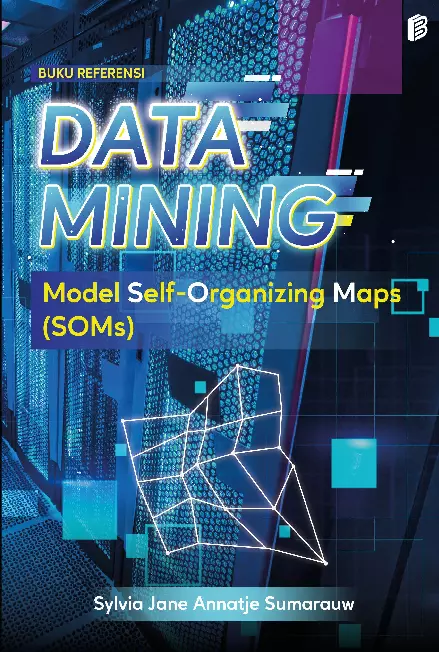 BUKU REFERENSI
DATA
MINING
Model Self-Organizing Maps
(SOMs)
Sylvia Jane Annatje Sumarauw